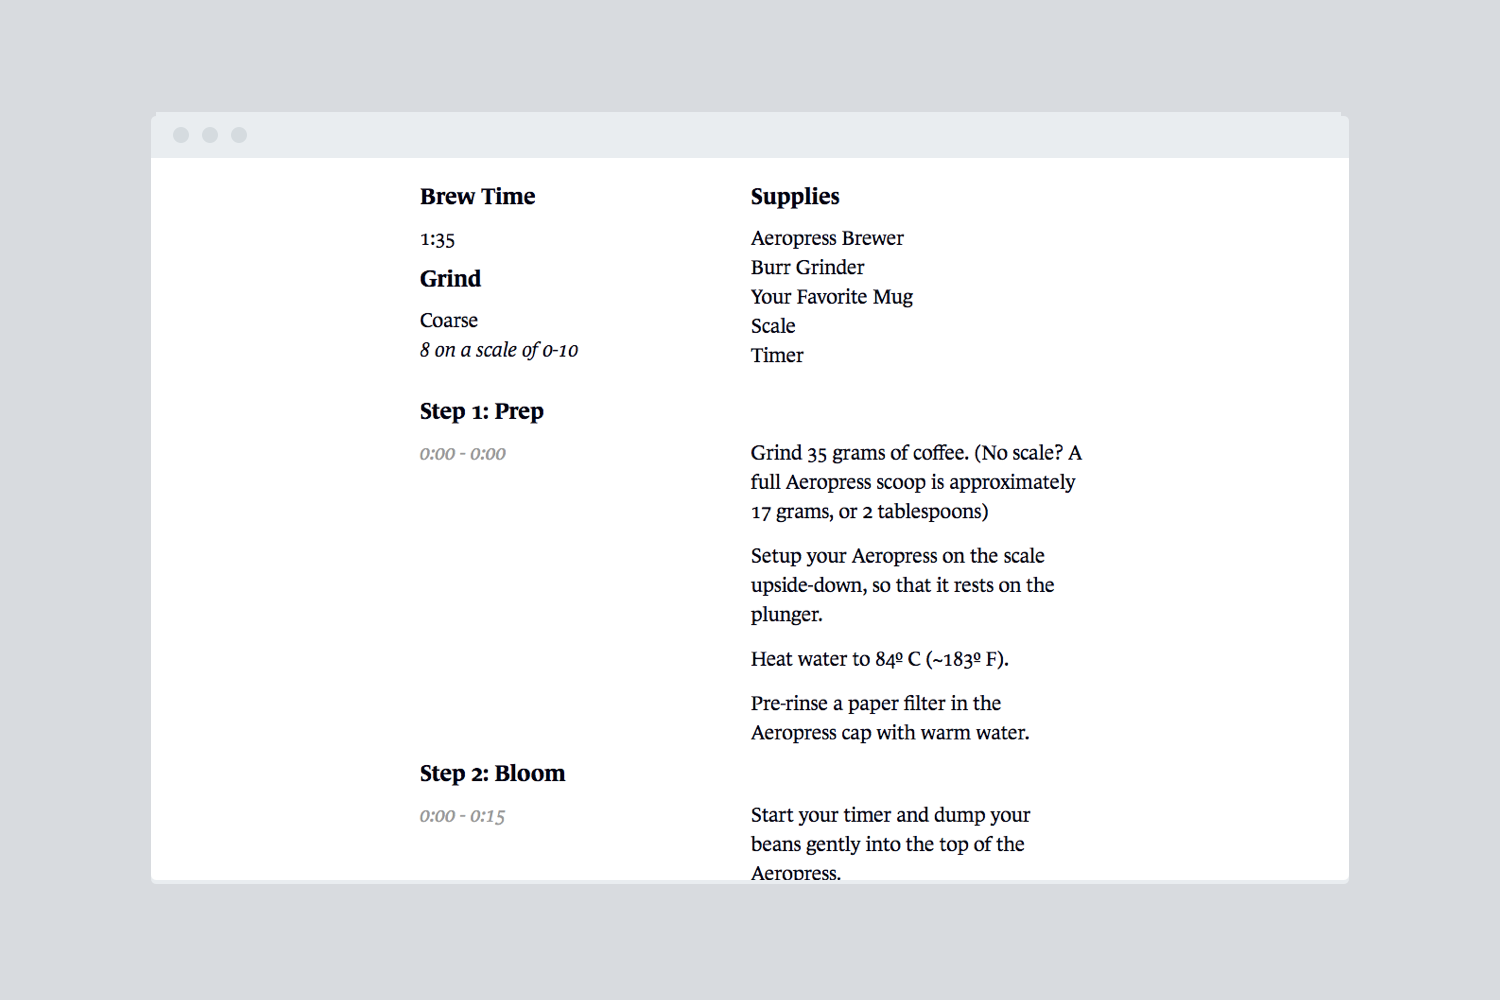 Brew Time
1:35
Grind
Coarse
8 on a scale of 0-10
Supplies
Aeropress Brewer
Burr Grinder
Your Favorite Mug
Scale
Timer
Step 1: Prep
0:00 - 0:00
Grind 35 grams of coffee. (No scale? A
full Aeropress scoop is approximately
17 grams, or 2 tablespoons)
Setup your Aeropress on the scale
upside-down, so that it rests on the
plunger.
Heat water to 84º C (~183º F).
Pre-rinse a paper filter in the
Aeropress cap with warm water.
Step 2: Bloom
0:00 - 0:15
Start your timer and dump your
beans gently into the top of the
Aeropress.